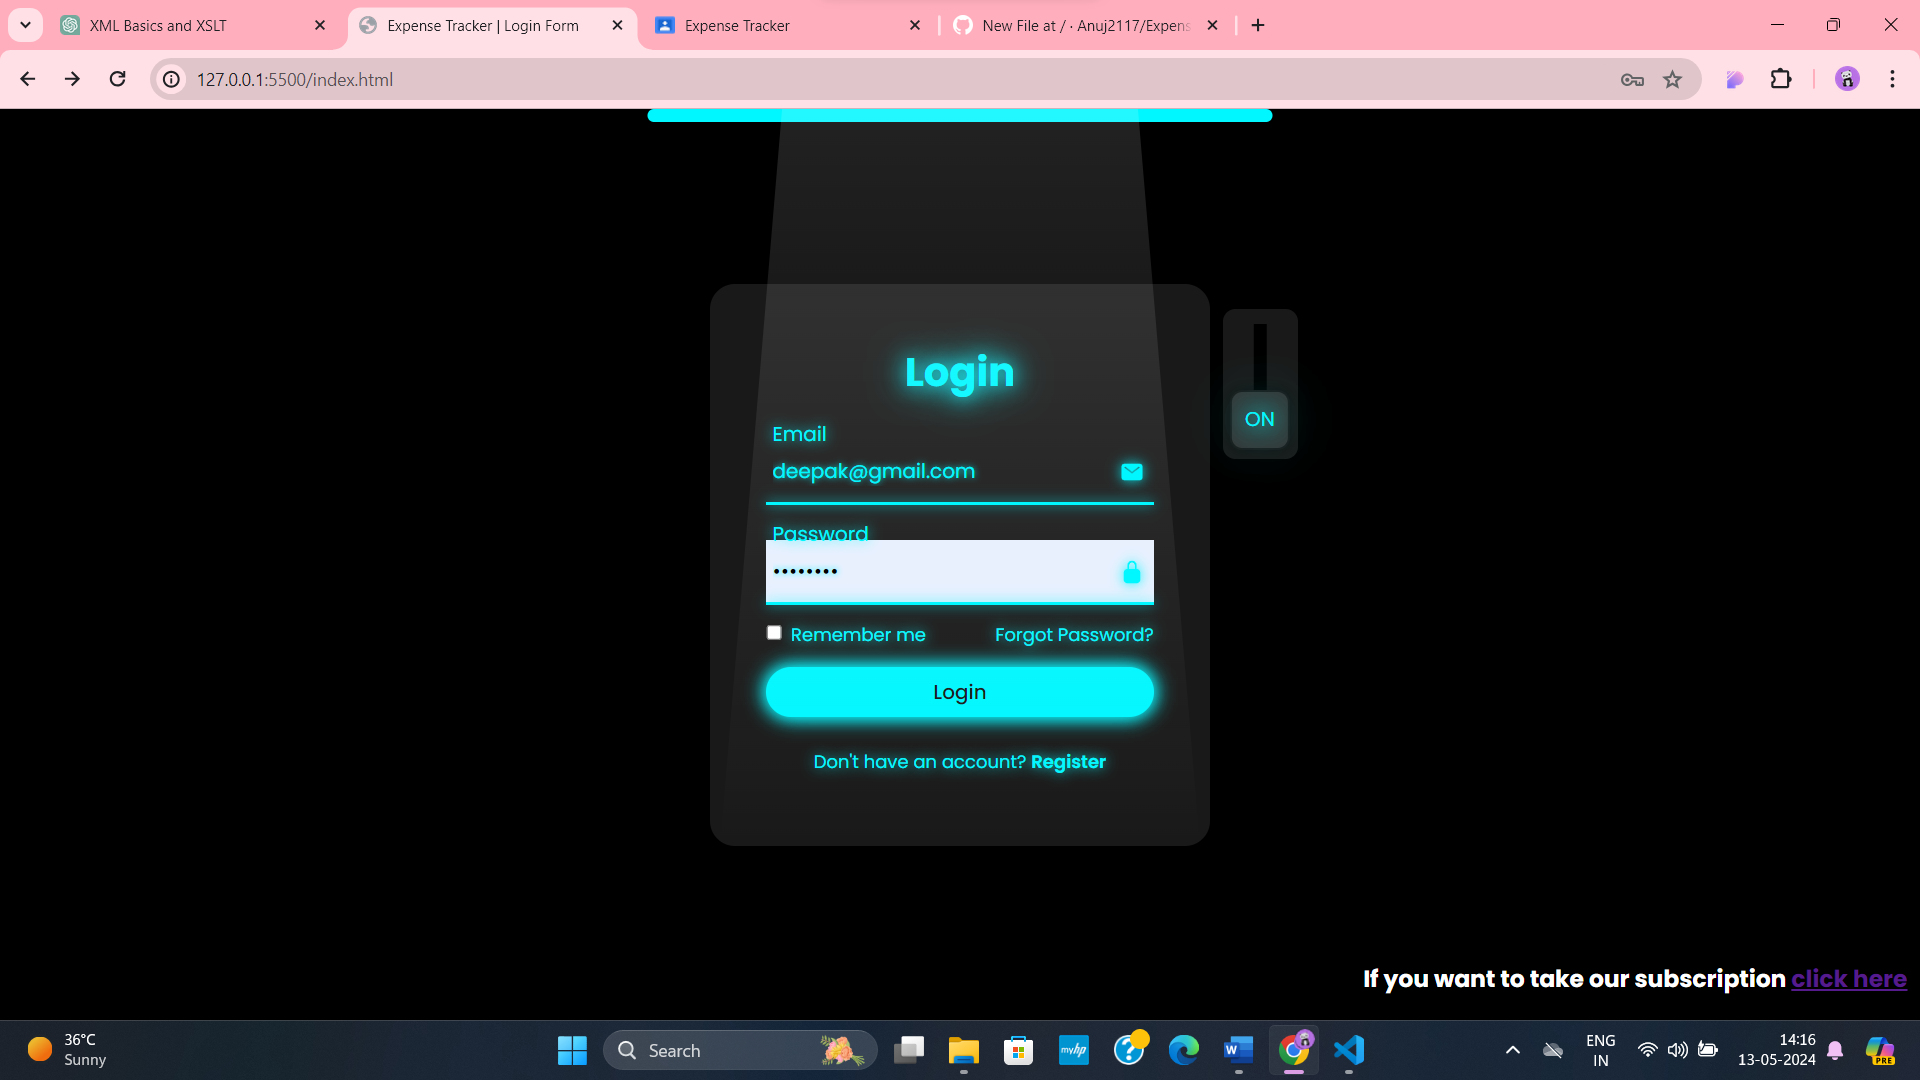 XML Basics and XSLT
Expense Tracker | Login Form
Expense Tracker
New File at / · Anuj2117/Expens
127.0.0.1:5500/index.html
Login
Email
deepak@gmail.com
ON
Password
••••••••
Remember me
Forgot Password?
Login
Don't have an account? Register
If you want to take our subscription click here
36°C
Sunny
Search
myhp
W
ENG
IN
14:16
13-05-2024
PRE